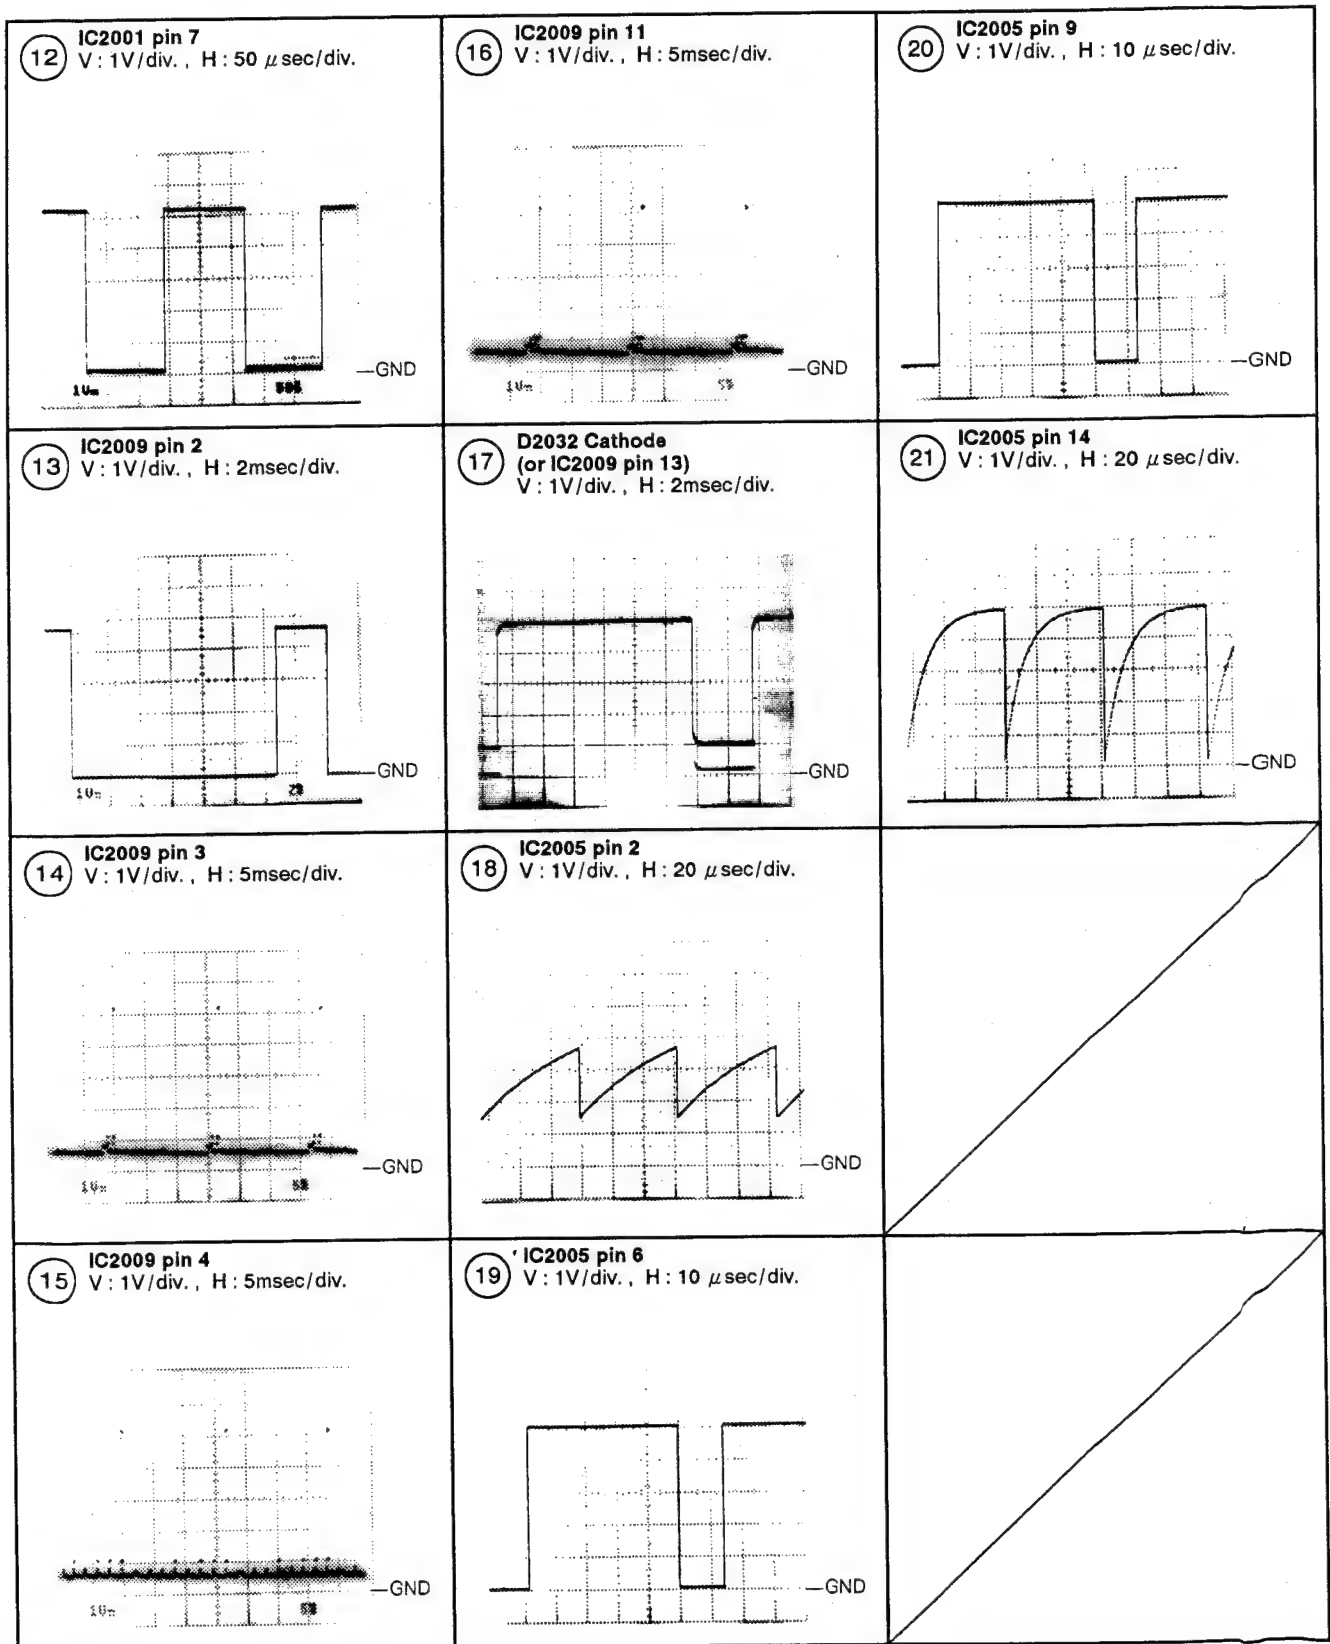 12 IC2001 pin 7
V : 1V/div. , H : 50 μsec/div.
—GND
1V
13 IC2009 pin 2
V : 1V/div. , H : 2msec/div.
—GND
14 IC2009 pin 3
V : 1V/div. , H : 5msec/div.
—GND
15 IC2009 pin 4
V : 1V/div. , H : 5msec/div.
—GND
16 IC2009 pin 11
V : 1V/div. , H : 5msec/div.
—GND
17 D2032 Cathode
(or IC2009 pin 13)
V : 1V/div. , H : 2msec/div.
—GND
18 IC2005 pin 2
V : 1V/div. , H : 20 μsec/div.
—GND
19 IC2005 pin 6
V : 1V/div. , H : 10 μsec/div.
—GND
20 IC2005 pin 9
V : 1V/div. , H : 10 μsec/div.
—GND
21 IC2005 pin 14
V : 1V/div. , H : 20 μsec/div.
—GND